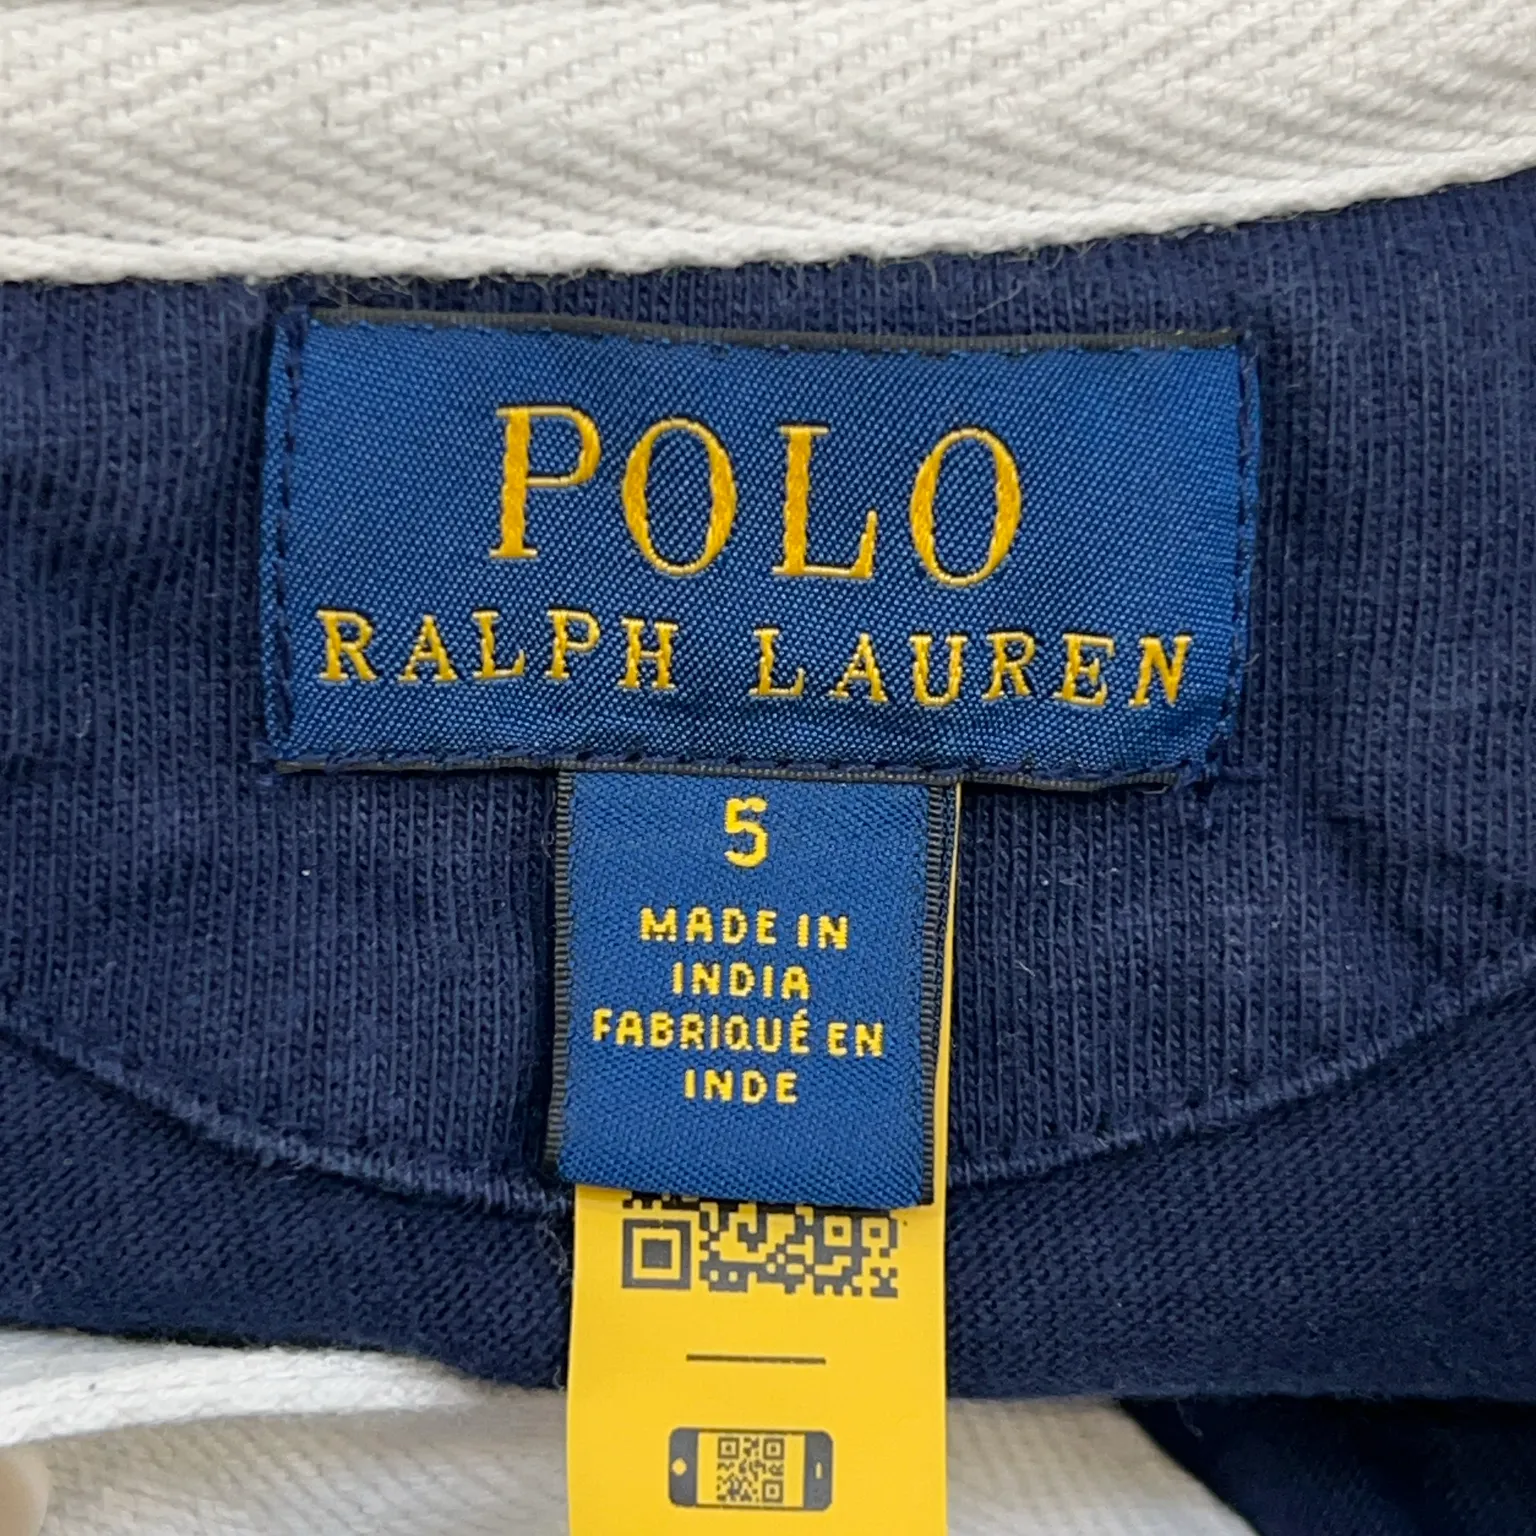 POLO
RALPH LAUREN
5
MADE IN
INDIA
FABRIQUÉ EN
INDE